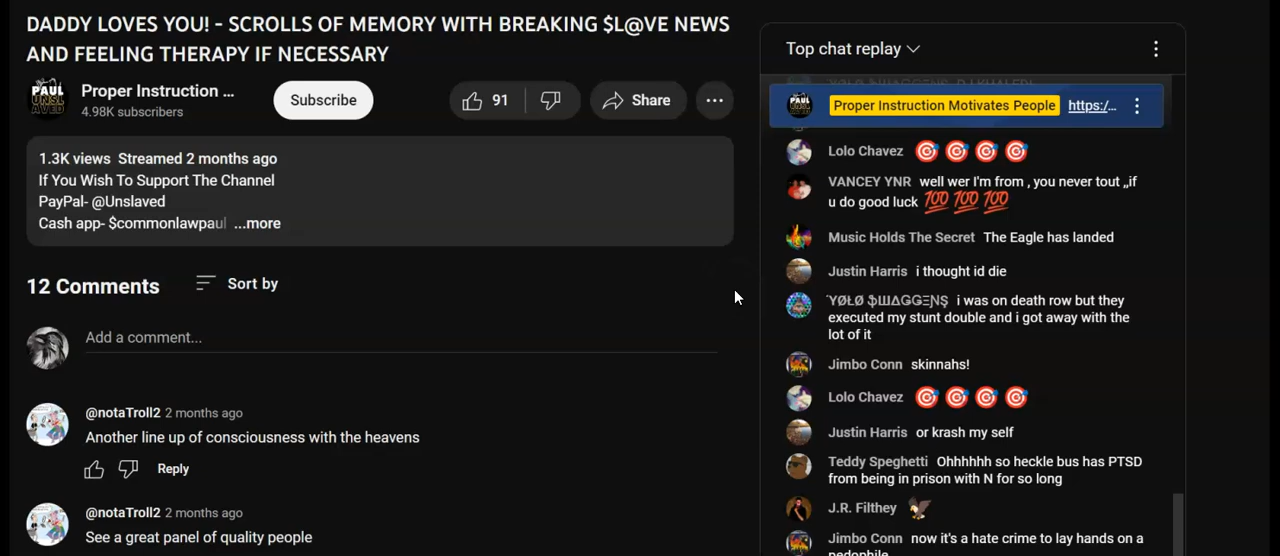 DADDY LOVES YOU! - SCROLLS OF MEMORY WITH BREAKING $L@VE NEWS
AND FEELING THERAPY IF NECESSARY
PAUL
UNSL
AVED
Proper Instruction ...
4.98K subscribers
Subscribe
91
Share
1.3K views Streamed 2 months ago
If You Wish To Support The Channel
PayPal- @Unslaved
Cash app- $commonlawpaul ...more
12 Comments
Sort by
Add a comment...
@notaTroll2 2 months ago
Another line up of consciousness with the heavens
Reply
@notaTroll2 2 months ago
See a great panel of quality people
Top chat replay
Proper Instruction Motivates People https:/...
Lolo Chavez 🎯 🎯 🎯 🎯
VANCEY YNR well wer I'm from , you never tout ,,if
u do good luck 💯 💯 💯
Music Holds The Secret The Eagle has landed
Justin Harris i thought id die
ΎØŁØ $ШΔGGΞŅŞ i was on death row but they
executed my stunt double and i got away with the
lot of it
Jimbo Conn skinnahs!
Lolo Chavez 🎯 🎯 🎯 🎯
Justin Harris or krash my self
Teddy Speghetti Ohhhhhh so heckle bus has PTSD
from being in prison with N for so long
J.R. Filthey 🦅
Jimbo Conn now it's a hate crime to lay hands on a
pedophile